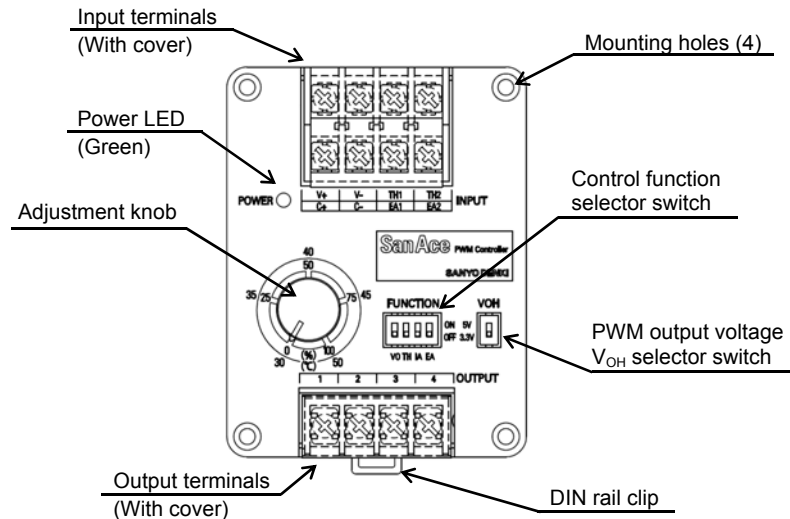 Input terminals
(With cover)
Mounting holes (4)
Power LED
(Green)
Control function
selector switch
POWER
V+ V- TH1 TH2
C+ C- EA1 EA2
INPUT
Adjustment knob
San Ace PWM Controller
SANYO DENKI
40
50
35 25 75 45
0 (%) 100
30 (℃) 50
FUNCTION VOH
ON 5V
OFF 3.3V
VO TH IA EA
PWM output voltage
VOH selector switch
1 2 3 4 OUTPUT
Output terminals
(With cover)
DIN rail clip